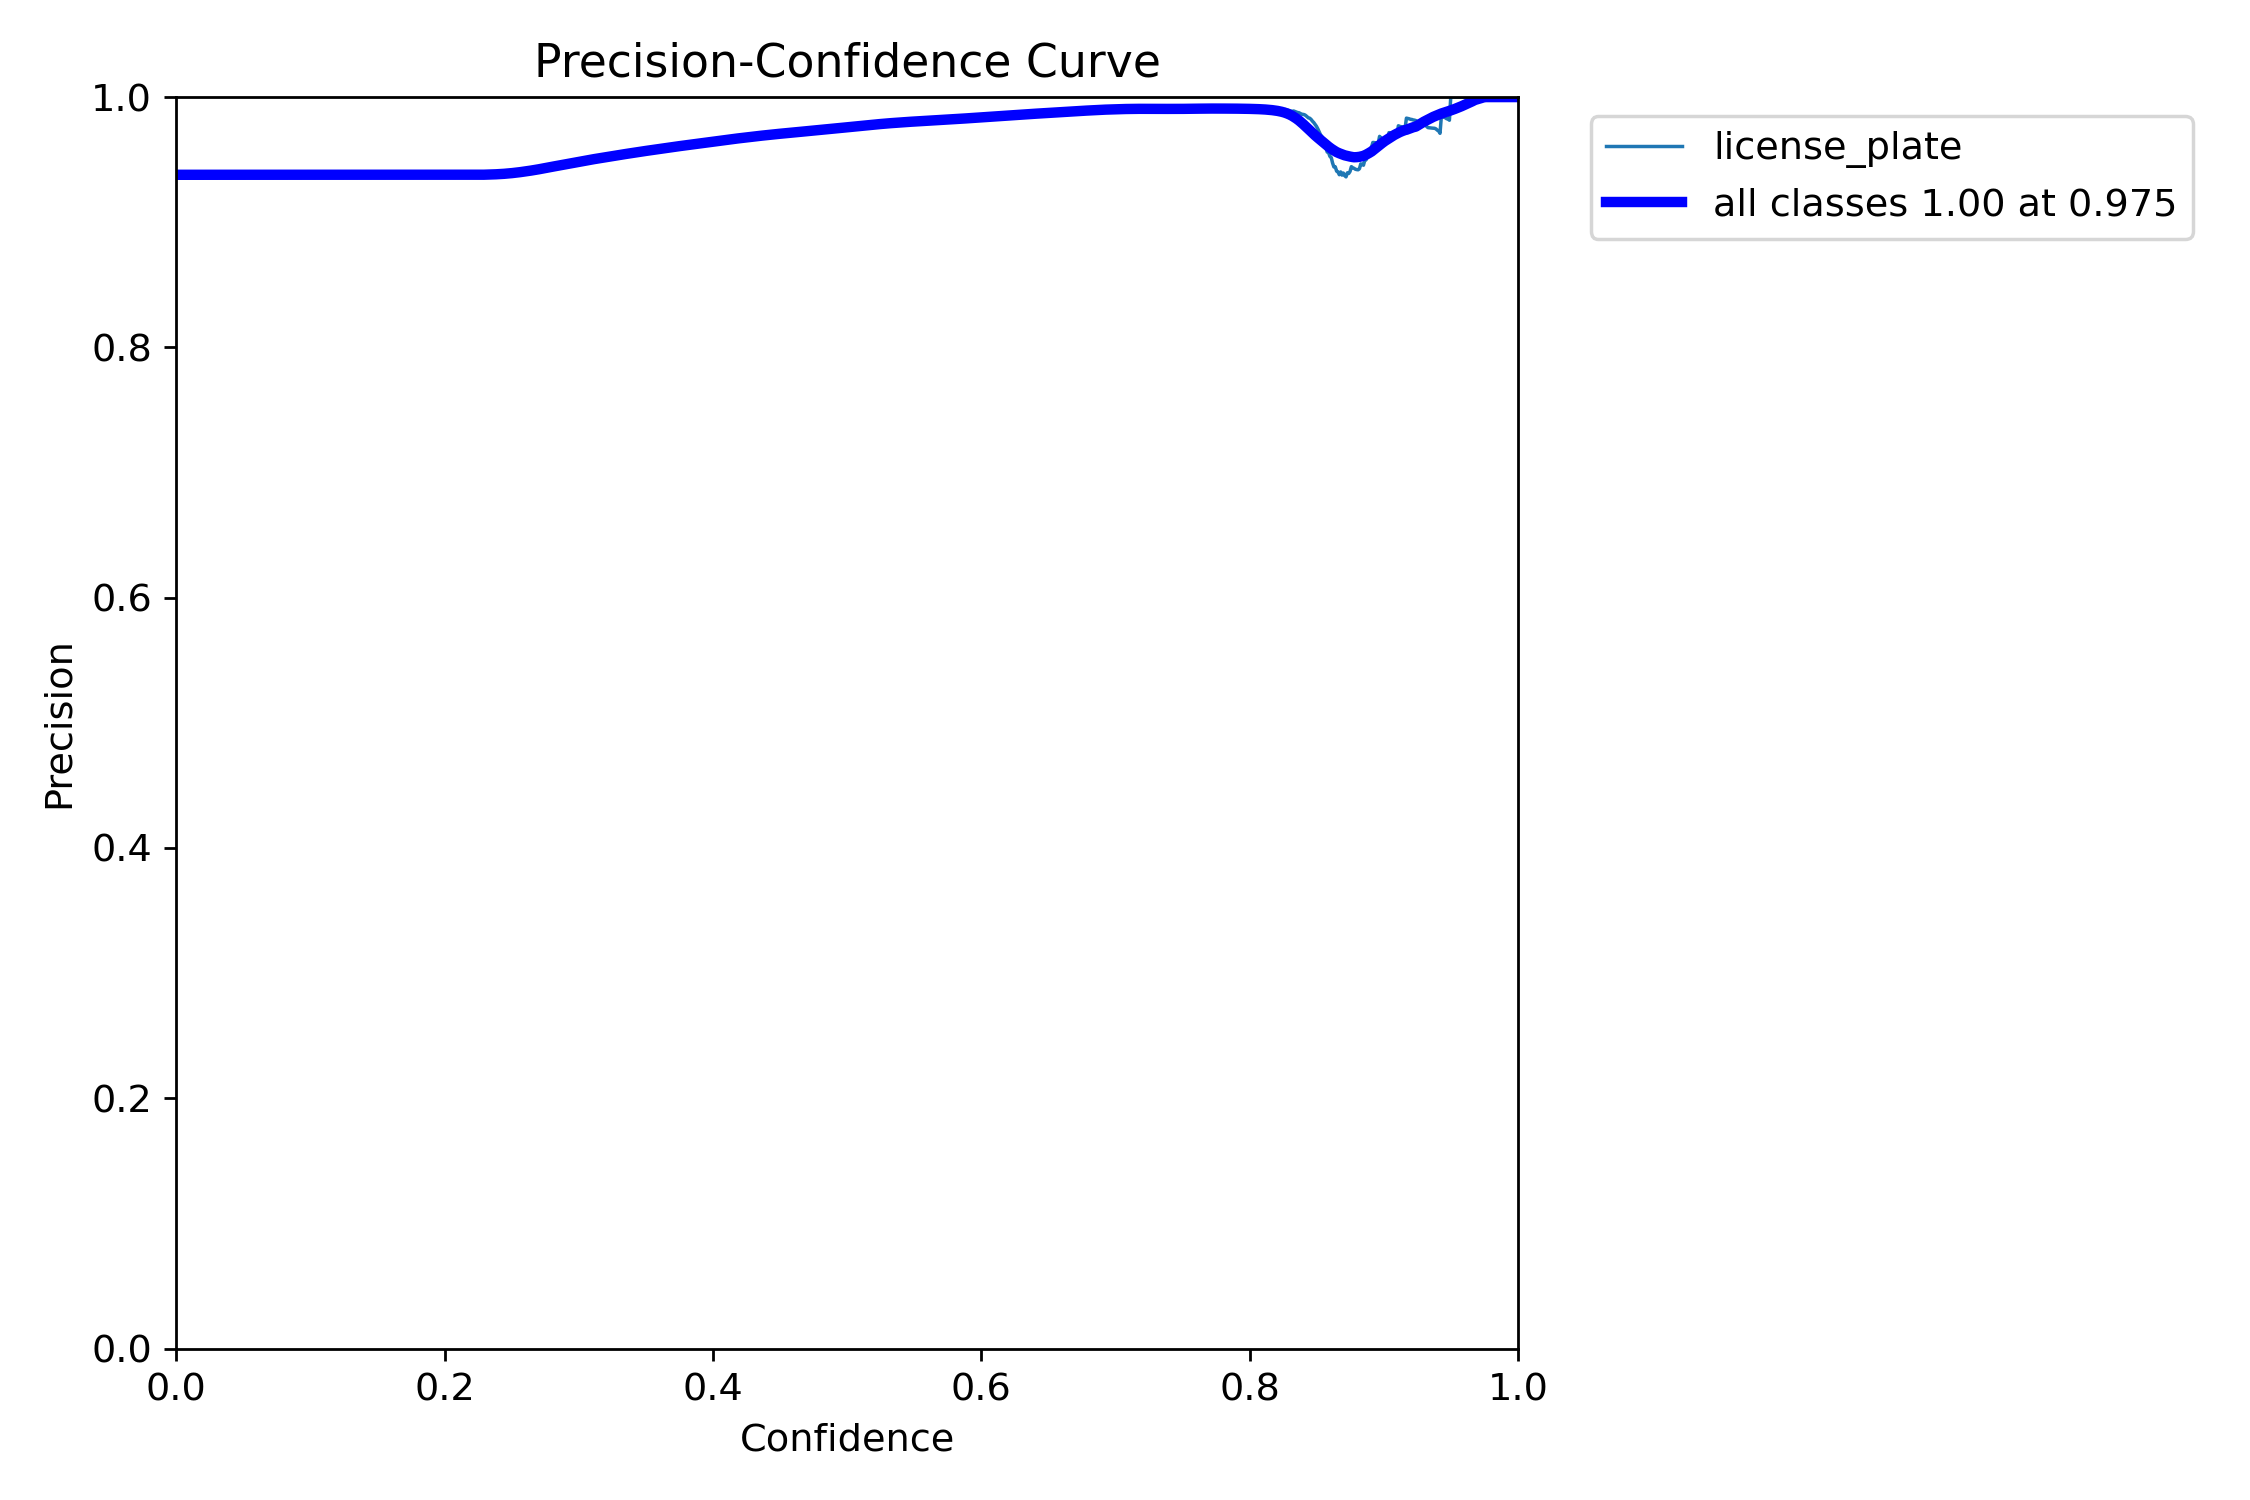 Precision-Confidence Curve
1.0
0.8
0.6
0.4
0.2
0.0
Precision
0.0 0.2 0.4 0.6 0.8 1.0
Confidence
license_plate
all classes 1.00 at 0.975